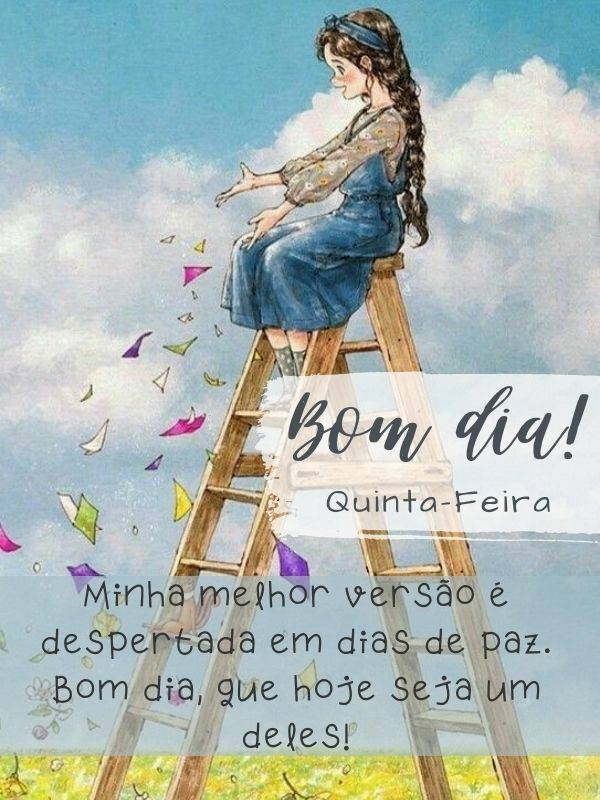 Bom dia!
Quinta-Feira
Minha melhor versão é
despertada em dias de paz.
Bom dia, que hoje seja um
deles!